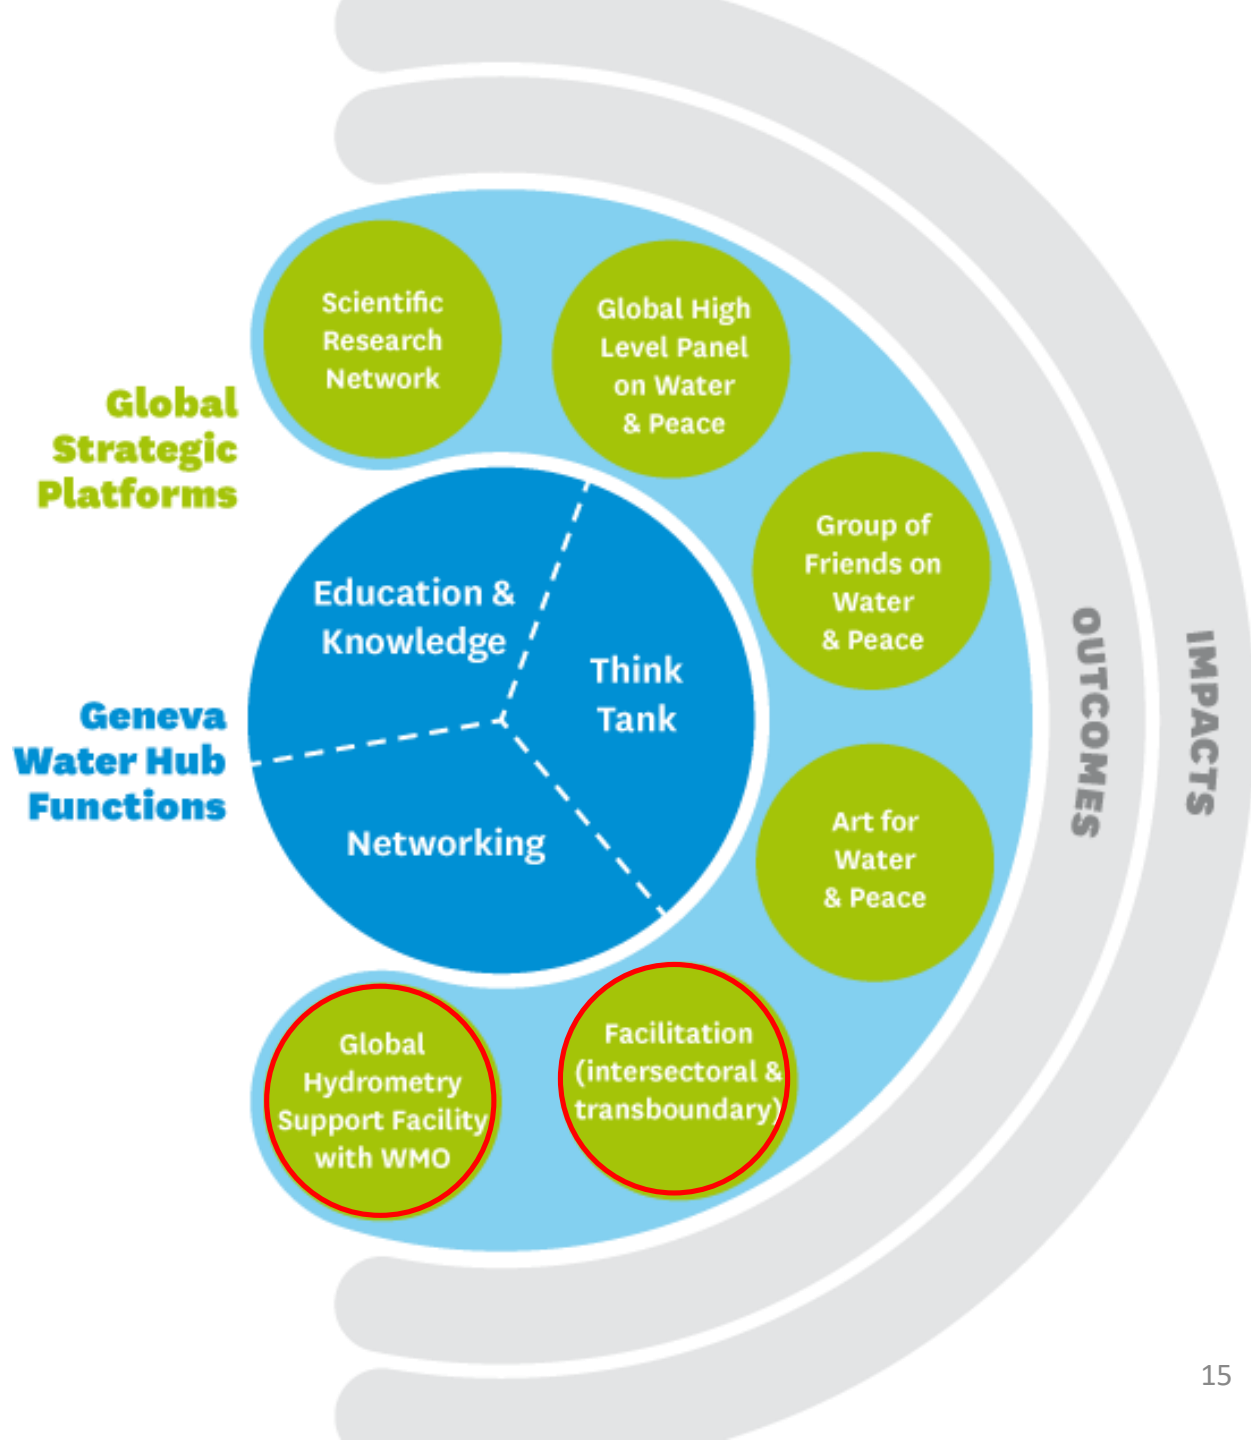 Scientific
Research
Network
Global High
Level Panel
on Water
& Peace
Global
Strategic
Platforms
Group of
Friends on
Water
& Peace
Education &
Knowledge
Think
Tank
OUTCOMES
IMPACTS
Geneva
Water Hub
Functions
Networking
Art for
Water
& Peace
Global
Hydrometry
Support Facility
with WMO
Facilitation
(intersectoral &
transboundary)
15